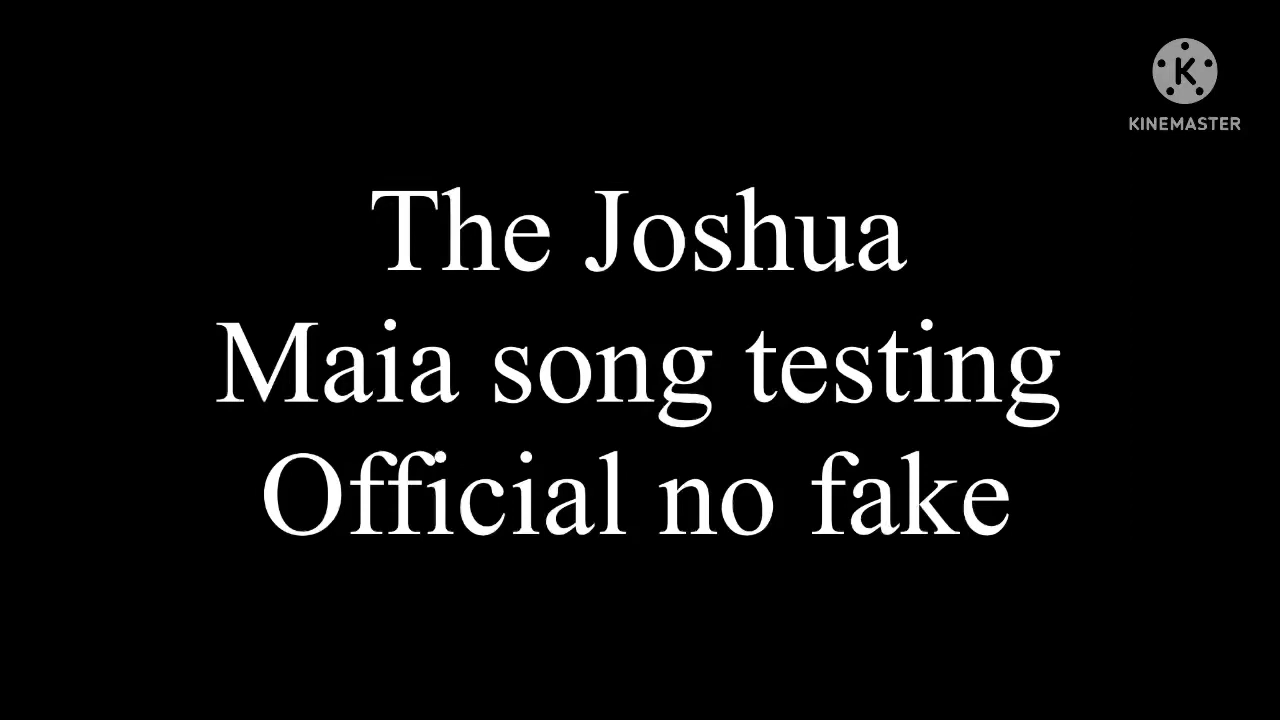 K
KINEMASTER
The Joshua
Maia song testing
Official no fake